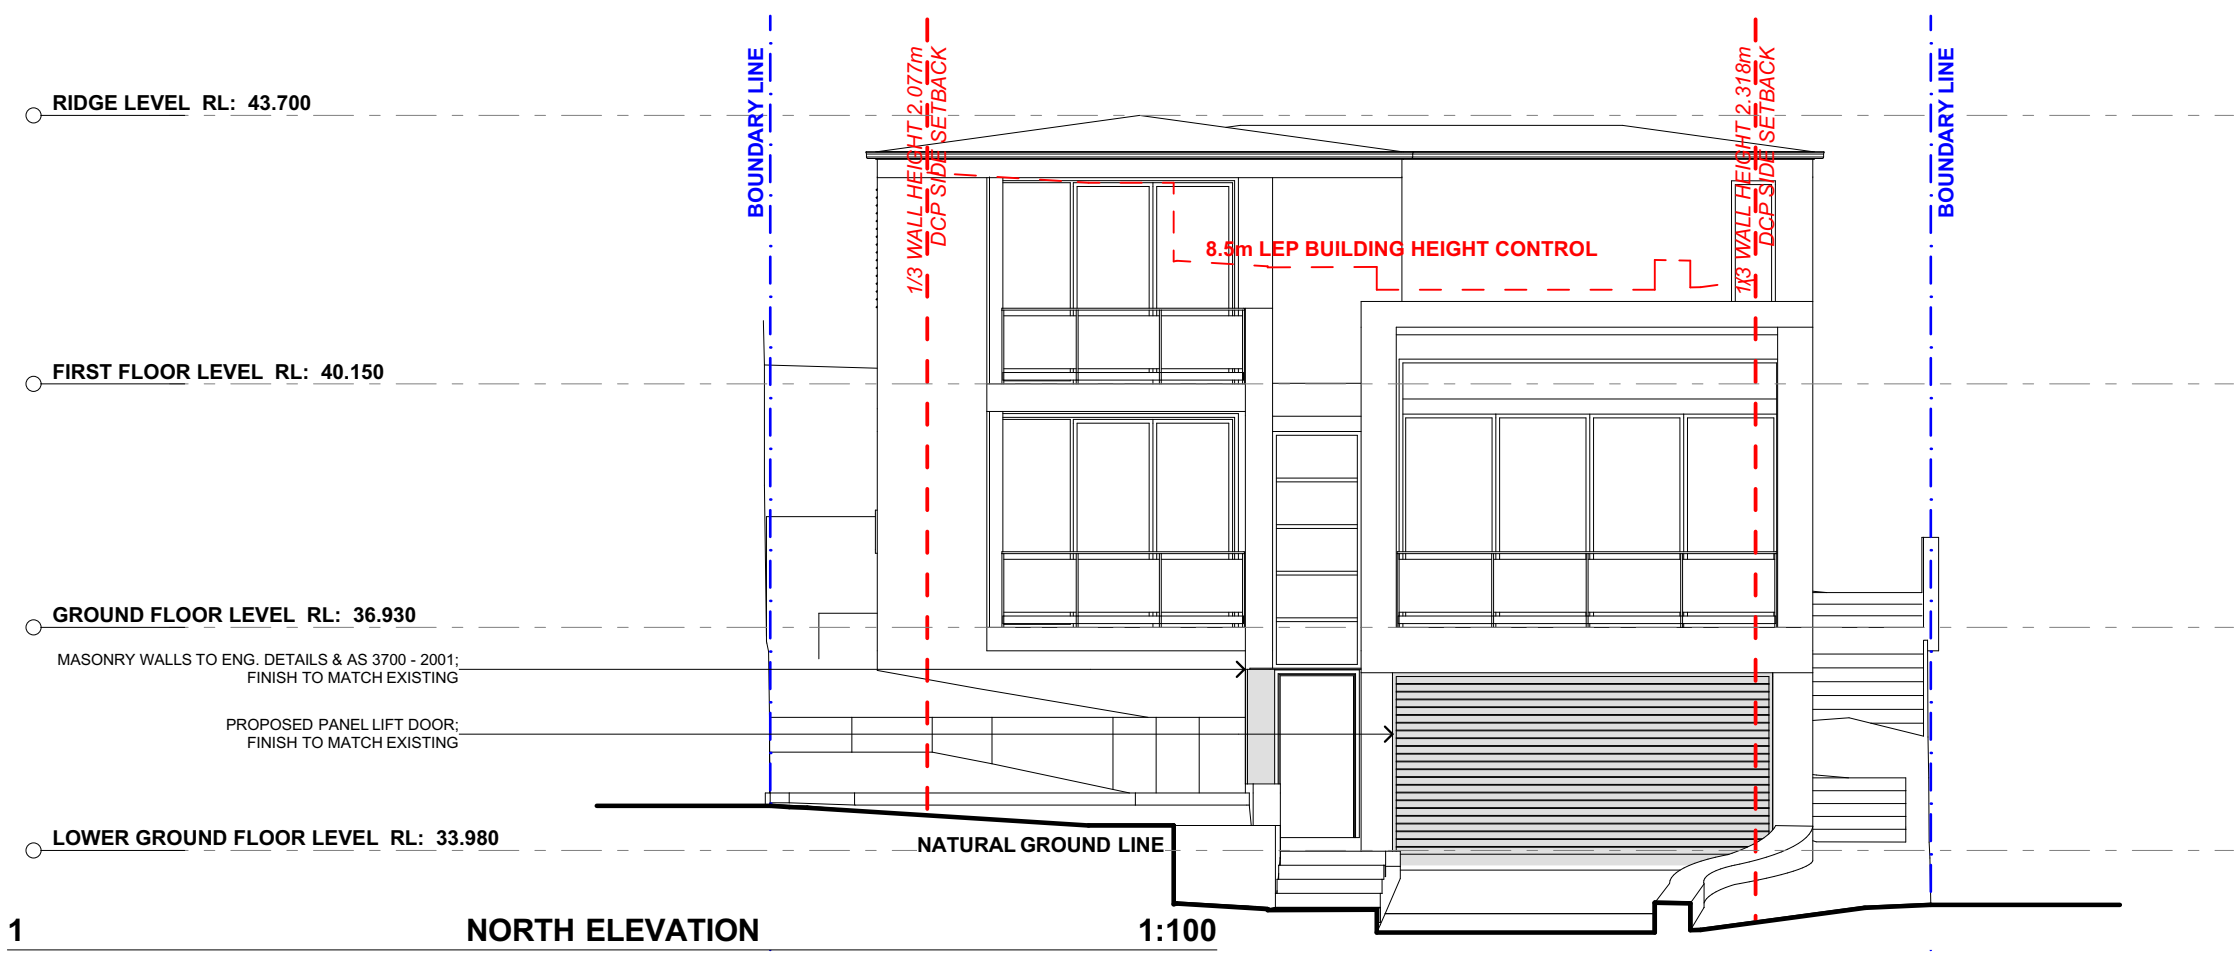 BOUNDARY LINE
1/3 WALL HEIGHT 2.077m
DCP SIDE SETBACK
1/3 WALL HEIGHT 2.318m
DCP SIDE SETBACK
BOUNDARY LINE
RIDGE LEVEL RL: 43.700
8.5m LEP BUILDING HEIGHT CONTROL
FIRST FLOOR LEVEL RL: 40.150
GROUND FLOOR LEVEL RL: 36.930
MASONRY WALLS TO ENG. DETAILS & AS 3700 - 2001;
FINISH TO MATCH EXISTING
PROPOSED PANEL LIFT DOOR;
FINISH TO MATCH EXISTING
LOWER GROUND FLOOR LEVEL RL: 33.980
NATURAL GROUND LINE
1 NORTH ELEVATION 1:100